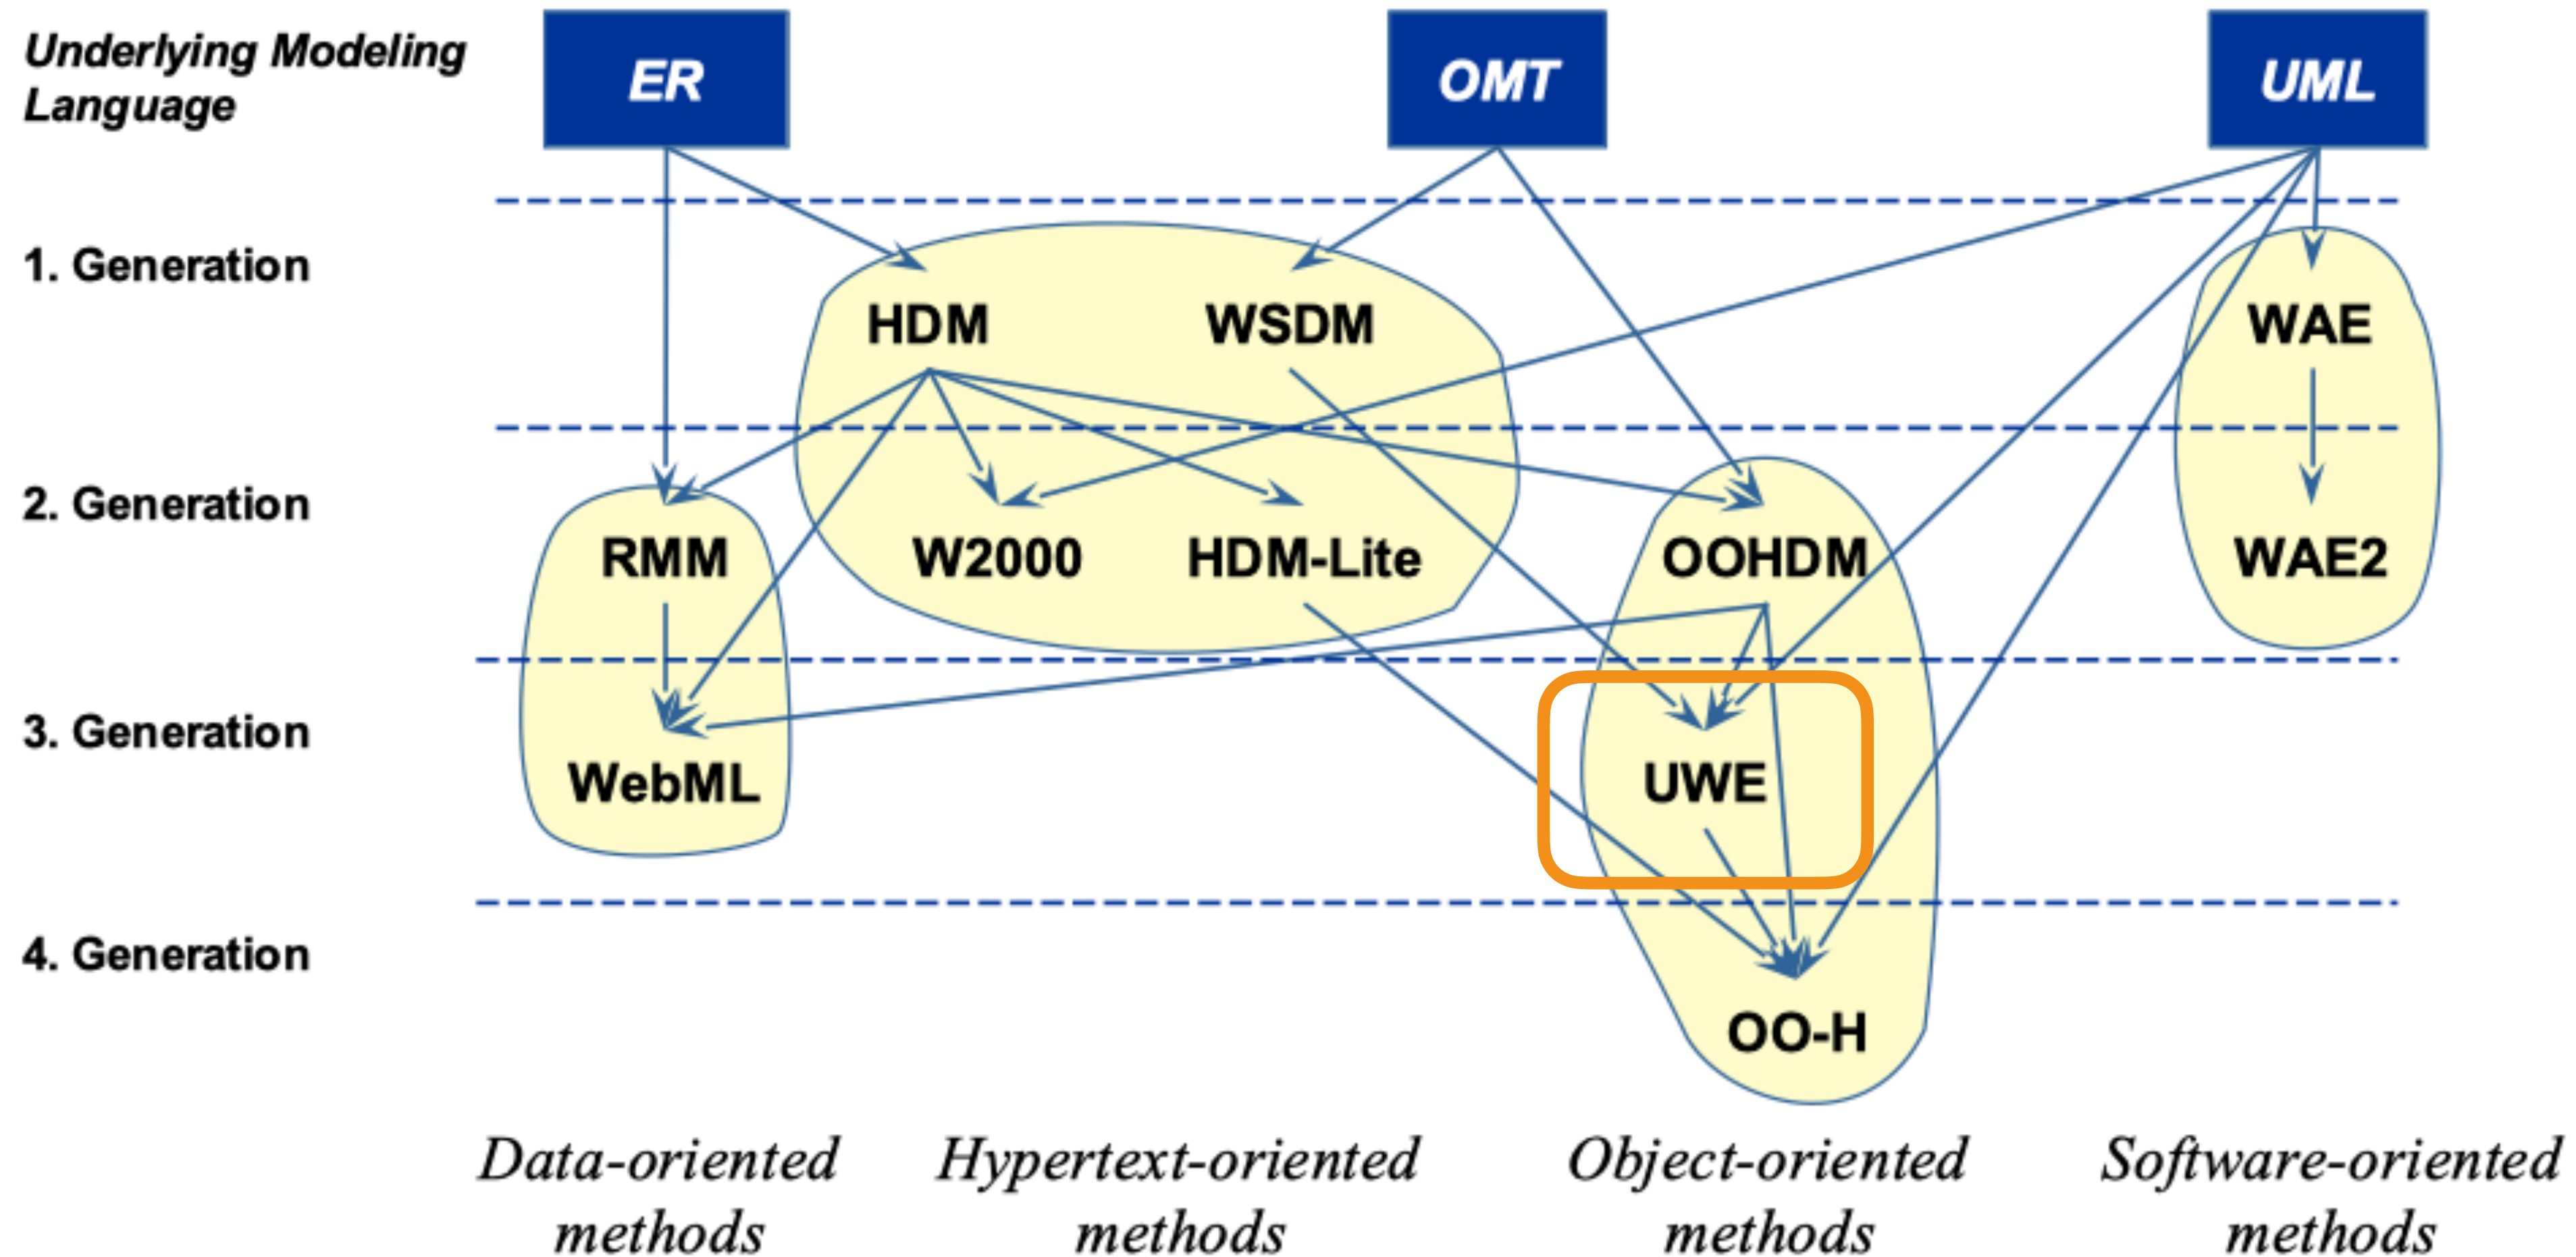 Underlying Modeling
Language
ER
OMT
UML
1. Generation
HDM
WSDM
WAE
2. Generation
RMM
W2000
HDM-Lite
OOHDM
WAE2
3. Generation
WebML
UWE
4. Generation
OO-H
Data-oriented
methods
Hypertext-oriented
methods
Object-oriented
methods
Software-oriented
methods